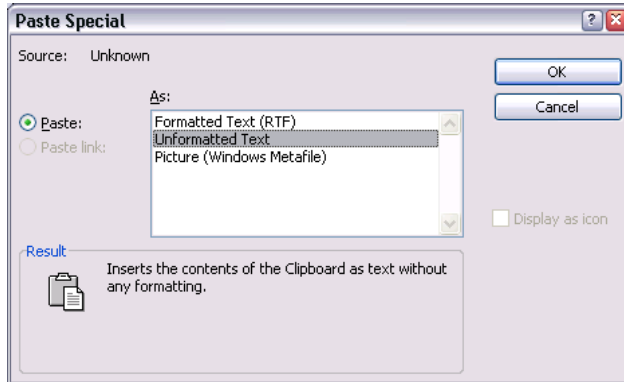 Paste Special
Source: Unknown
OK
Cancel
As:
Paste:
Paste link:
Formatted Text (RTF)
Unformatted Text
Picture (Windows Metafile)
Display as icon
Result
Inserts the contents of the Clipboard as text without
any formatting.